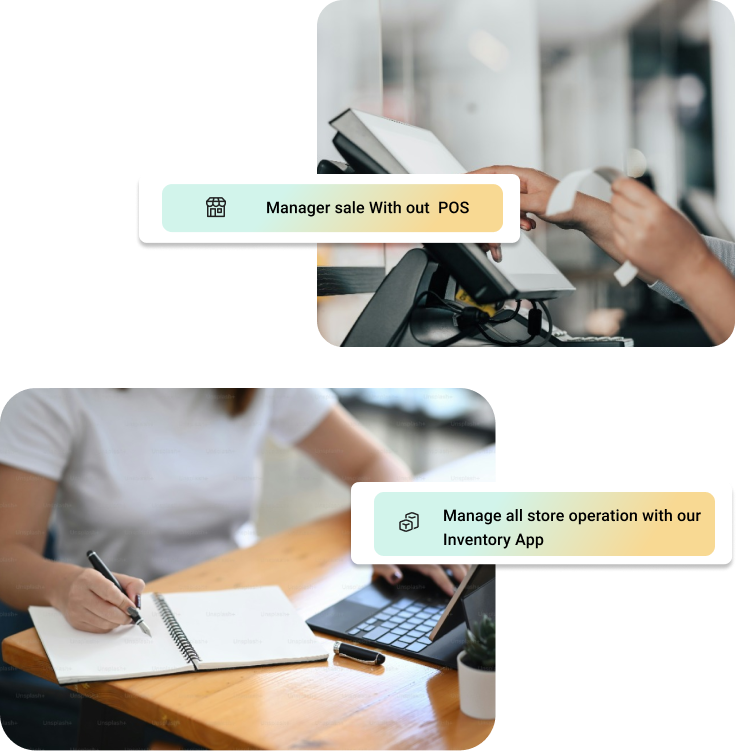 Manager sale With out  POS
Manage all store operation with our
Inventory App